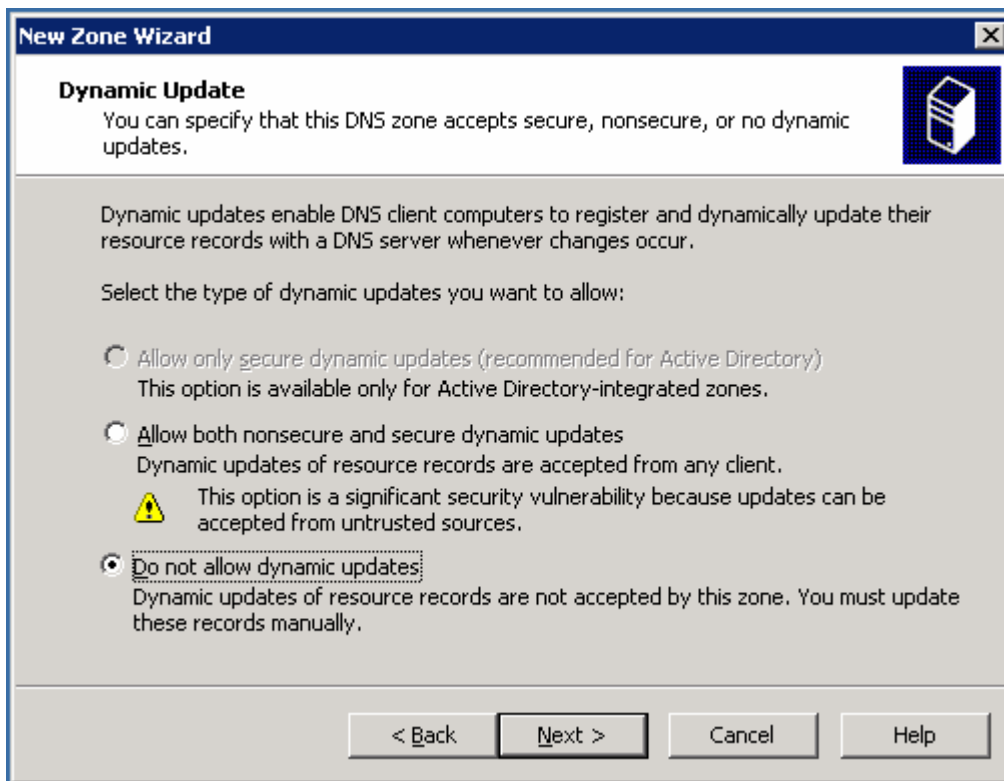 New Zone Wizard
Dynamic Update
You can specify that this DNS zone accepts secure, nonsecure, or no dynamic
updates.
Dynamic updates enable DNS client computers to register and dynamically update their
resource records with a DNS server whenever changes occur.
Select the type of dynamic updates you want to allow:
Allow only secure dynamic updates (recommended for Active Directory)
This option is available only for Active Directory-integrated zones.
Allow both nonsecure and secure dynamic updates
Dynamic updates of resource records are accepted from any client.
This option is a significant security vulnerability because updates can be
accepted from untrusted sources.
Do not allow dynamic updates
Dynamic updates of resource records are not accepted by this zone. You must update
these records manually.
< Back Next > Cancel Help